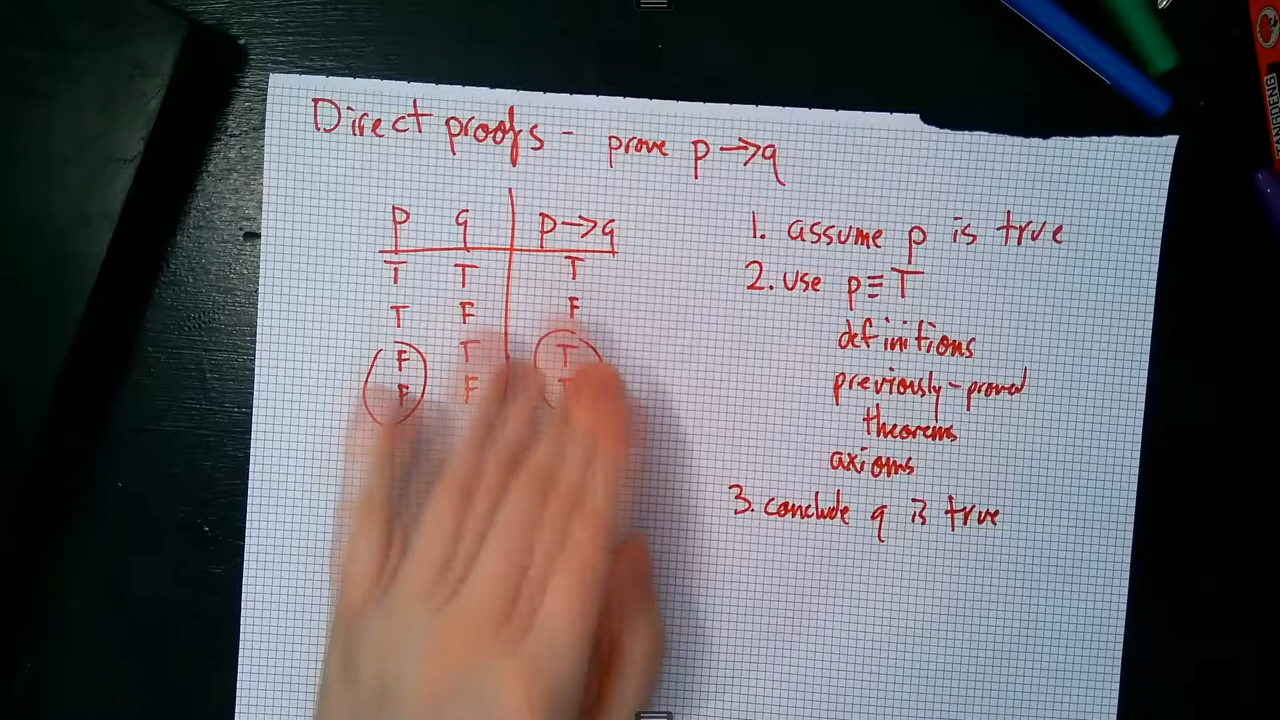 Direct proofs - prove p→q
p q p→q
T T T
T F F
F T T
F F T
1. assume p is true
2. use p≡T
definitions
previously-proved
theorems
axioms
3. conclude q is true